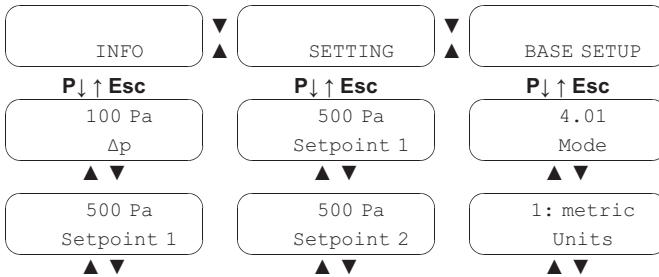 INFO
SETTING
BASE SETUP
P↓ ↑ Esc
P↓ ↑ Esc
P↓ ↑ Esc
100 Pa
Δp
500 Pa
Setpoint 1
4.01
Mode
500 Pa
Setpoint 1
500 Pa
Setpoint 2
1: metric
Units